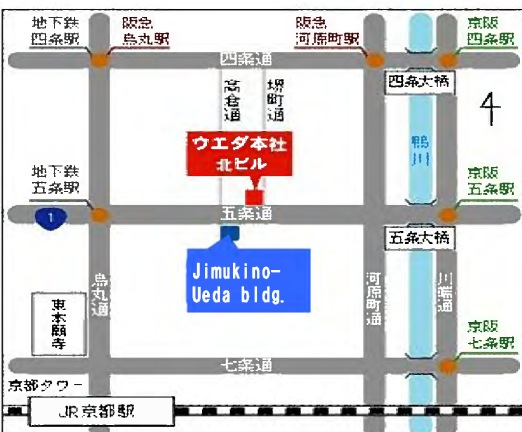 地下鉄
四条駅
阪急
烏丸駅
阪急
河原町駅
京阪
四条駅
四条通
四条大橋
高倉通
堺町通
4
ウエダ本社
北ビル
鴨川
地下鉄
五条駅
京阪
五条駅
1
五条通
五条大橋
Jimukino-
Ueda bldg.
烏丸通
河原町通
川端通
東本願寺
京阪
七条駅
七条通
京都タワー
JR京都駅